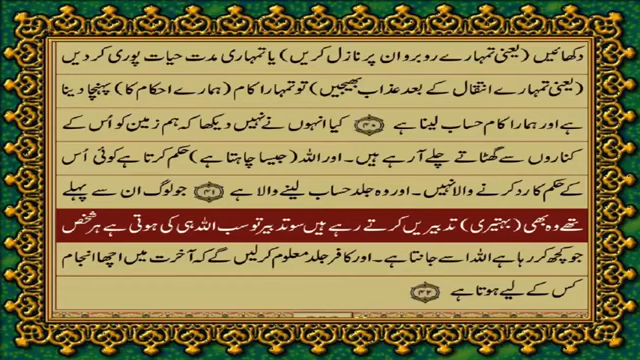 دکھائیں (یعنی تمہارے روبرو ان پر نازل کریں) یا تمہاری مدت حیات پوری کر دیں
(یعنی تمہارے انتقال کے بعد عذاب بھیجیں) تو تمہارا کام (ہمارے احکام کا) پہنچا دینا
ہے اور ہمارا کام حساب لینا ہے ﴿۴۰﴾ کیا انہوں نے نہیں دیکھا کہ ہم زمین کو اُس کے
کناروں سے گھٹاتے چلے آرہے ہیں۔ اور اللہ (جیسا چاہتا ہے) حکم کرتا ہے کوئی اُس
کے حکم کا رد کرنے والا نہیں۔ اور وہ جلد حساب لینے والا ہے ﴿۴۱﴾ جو لوگ ان سے پہلے
تھے وہ بھی (بہتیری) تدبیریں کرتے رہے ہیں سو تدبیر تو سب اللہ ہی کی ہوتی ہے ہر شخص
جو کچھ کر رہا ہے اللہ اسے جانتا ہے۔ اور کافر جلد معلوم کرلیں گے کہ آخرت میں اچھا انجام
کس کے لیے ہوتا ہے ﴿۴۲﴾